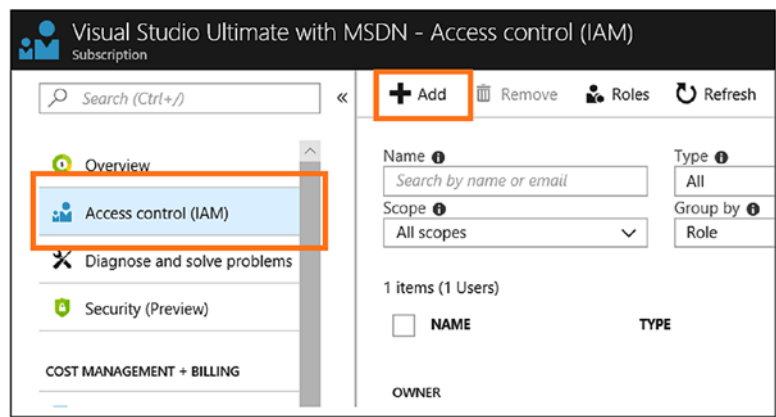 Visual Studio Ultimate with MSDN - Access control (IAM)
Subscription
Search (Ctrl+/)
«
Overview
Access control (IAM)
Diagnose and solve problems
Security (Preview)
COST MANAGEMENT + BILLING
Add
Remove
Roles
Refresh
Name
Type
Search by name or email
All
Scope
Group by
All scopes
Role
1 items (1 Users)
NAME
TYPE
OWNER